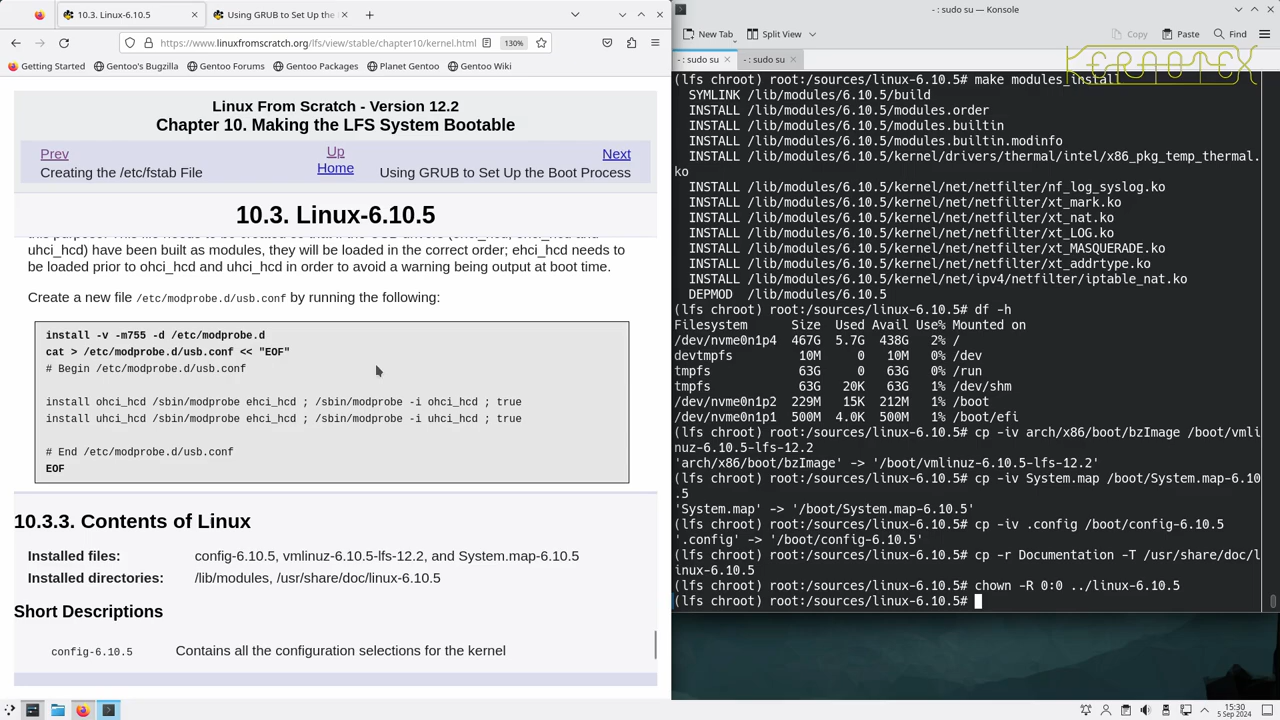 10.3. Linux-6.10.5
Using GRUB to Set Up the
https://www.linuxfromscratch.org/lfs/view/stable/chapter10/kernel.html
130%
Getting Started
Gentoo's Bugzilla
Gentoo Forums
Gentoo Packages
Planet Gentoo
Gentoo Wiki
Linux From Scratch - Version 12.2
Chapter 10. Making the LFS System Bootable
Prev
Up
Next
Creating the /etc/fstab File
Home
Using GRUB to Set Up the Boot Process
10.3. Linux-6.10.5
uhci_hcd) have been built as modules, they will be loaded in the correct order; ehci_hcd needs to
be loaded prior to ohci_hcd and uhci_hcd in order to avoid a warning being output at boot time.
Create a new file /etc/modprobe.d/usb.conf by running the following:
install -v -m755 -d /etc/modprobe.d
cat > /etc/modprobe.d/usb.conf << "EOF"
# Begin /etc/modprobe.d/usb.conf
install ohci_hcd /sbin/modprobe ehci_hcd ; /sbin/modprobe -i ohci_hcd ; true
install uhci_hcd /sbin/modprobe ehci_hcd ; /sbin/modprobe -i uhci_hcd ; true
# End /etc/modprobe.d/usb.conf
EOF
10.3.3. Contents of Linux
Installed files: config-6.10.5, vmlinuz-6.10.5-lfs-12.2, and System.map-6.10.5
Installed directories: /lib/modules, /usr/share/doc/linux-6.10.5
Short Descriptions
config-6.10.5 Contains all the configuration selections for the kernel
- : sudo su — Konsole
New Tab
Split View
Copy
Paste
Find
- : sudo su
- : sudo su
KERNOTEX
(lfs chroot) root:/sources/linux-6.10.5# make modules_install
SYMLINK /lib/modules/6.10.5/build
INSTALL /lib/modules/6.10.5/modules.order
INSTALL /lib/modules/6.10.5/modules.builtin
INSTALL /lib/modules/6.10.5/modules.builtin.modinfo
INSTALL /lib/modules/6.10.5/kernel/drivers/thermal/intel/x86_pkg_temp_thermal.
ko
INSTALL /lib/modules/6.10.5/kernel/net/netfilter/nf_log_syslog.ko
INSTALL /lib/modules/6.10.5/kernel/net/netfilter/xt_mark.ko
INSTALL /lib/modules/6.10.5/kernel/net/netfilter/xt_nat.ko
INSTALL /lib/modules/6.10.5/kernel/net/netfilter/xt_LOG.ko
INSTALL /lib/modules/6.10.5/kernel/net/netfilter/xt_MASQUERADE.ko
INSTALL /lib/modules/6.10.5/kernel/net/netfilter/xt_addrtype.ko
INSTALL /lib/modules/6.10.5/kernel/net/ipv4/netfilter/iptable_nat.ko
DEPMOD /lib/modules/6.10.5
(lfs chroot) root:/sources/linux-6.10.5# df -h
Filesystem Size Used Avail Use% Mounted on
/dev/nvme0n1p4 467G 5.7G 438G 2% /
devtmpfs 10M 0 10M 0% /dev
tmpfs 63G 0 63G 0% /run
tmpfs 63G 20K 63G 1% /dev/shm
/dev/nvme0n1p2 229M 15K 212M 1% /boot
/dev/nvme0n1p1 500M 4.0K 500M 1% /boot/efi
(lfs chroot) root:/sources/linux-6.10.5# cp -iv arch/x86/boot/bzImage /boot/vmli
nuz-6.10.5-lfs-12.2
'arch/x86/boot/bzImage' -> '/boot/vmlinuz-6.10.5-lfs-12.2'
(lfs chroot) root:/sources/linux-6.10.5# cp -iv System.map /boot/System.map-6.10
.5
'System.map' -> '/boot/System.map-6.10.5'
(lfs chroot) root:/sources/linux-6.10.5# cp -iv .config /boot/config-6.10.5
'.config' -> '/boot/config-6.10.5'
(lfs chroot) root:/sources/linux-6.10.5# cp -r Documentation -T /usr/share/doc/l
inux-6.10.5
(lfs chroot) root:/sources/linux-6.10.5# chown -R 0:0 ../linux-6.10.5
(lfs chroot) root:/sources/linux-6.10.5#
15:30
5 Sep 2024